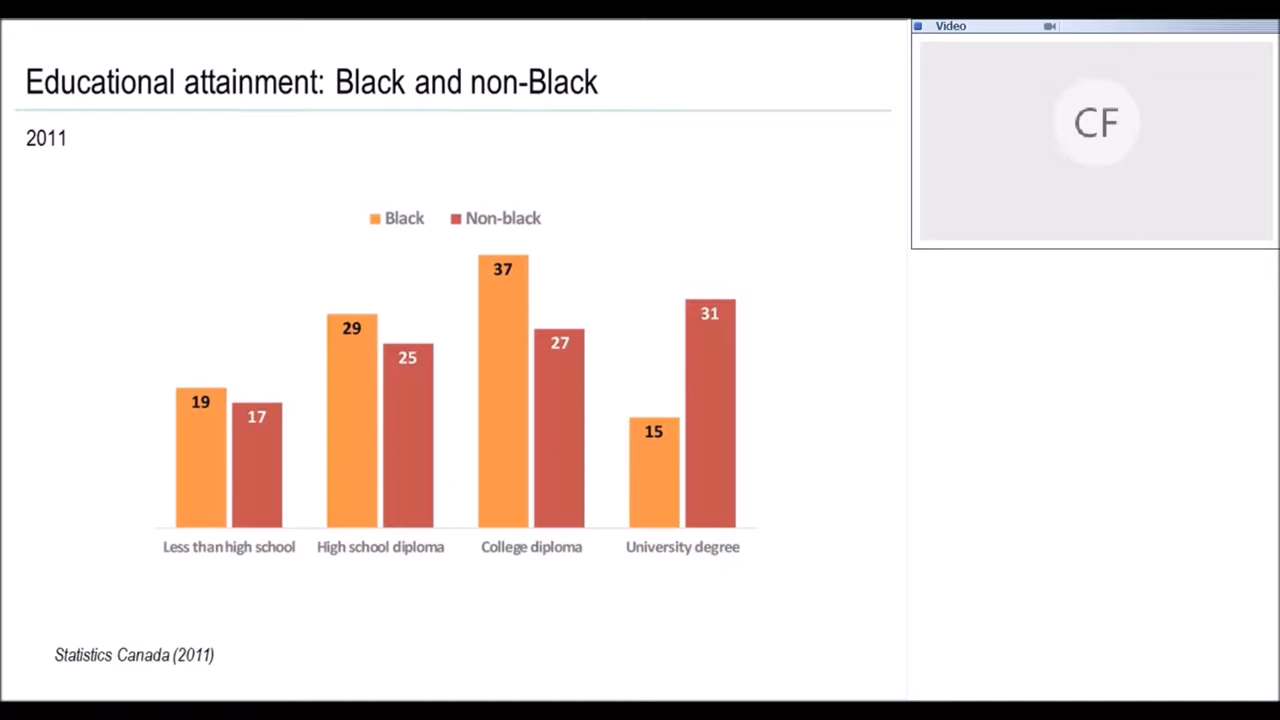 Video
CF
Educational attainment: Black and non-Black
2011
Black
Non-black
37
31
29
27
25
19
17
15
Less than high school
High school diploma
College diploma
University degree
Statistics Canada (2011)